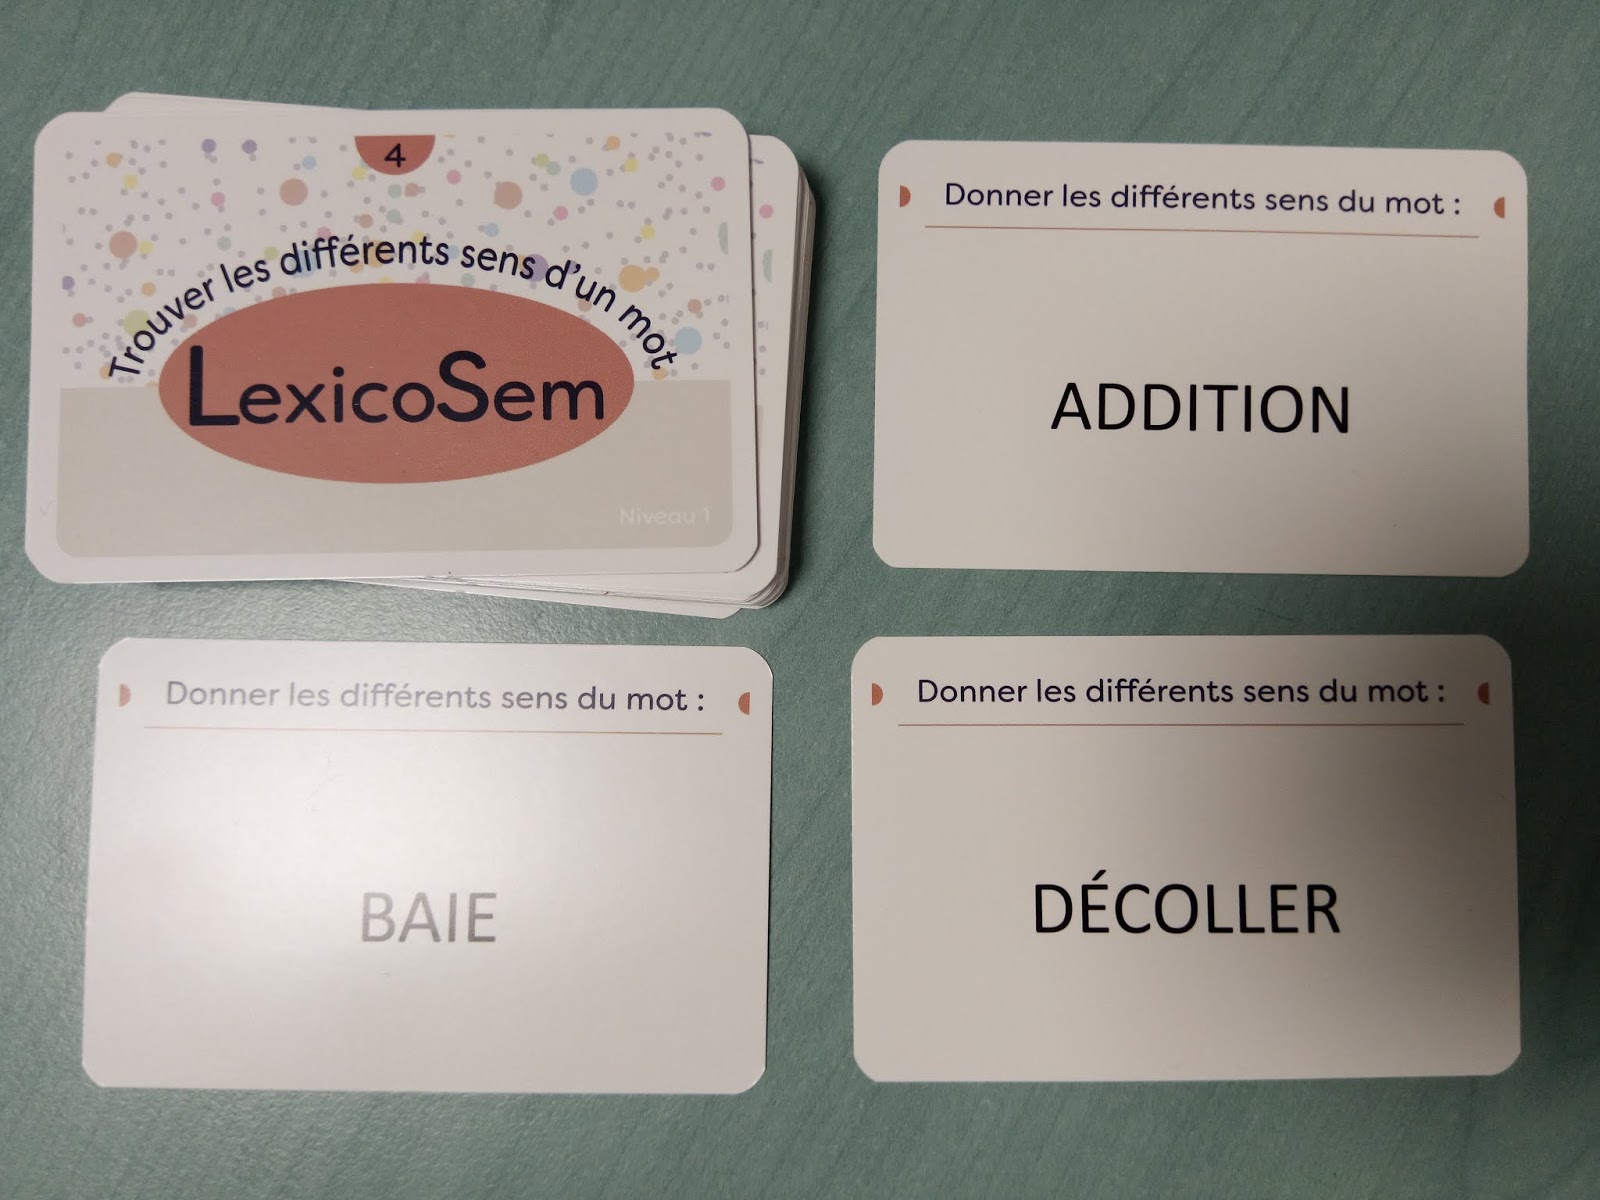 4
Trouver les différents sens d'un mot
LexicoSem
Niveau 1
Donner les différents sens du mot :
ADDITION
Donner les différents sens du mot :
BAIE
Donner les différents sens du mot :
DÉCOLLER